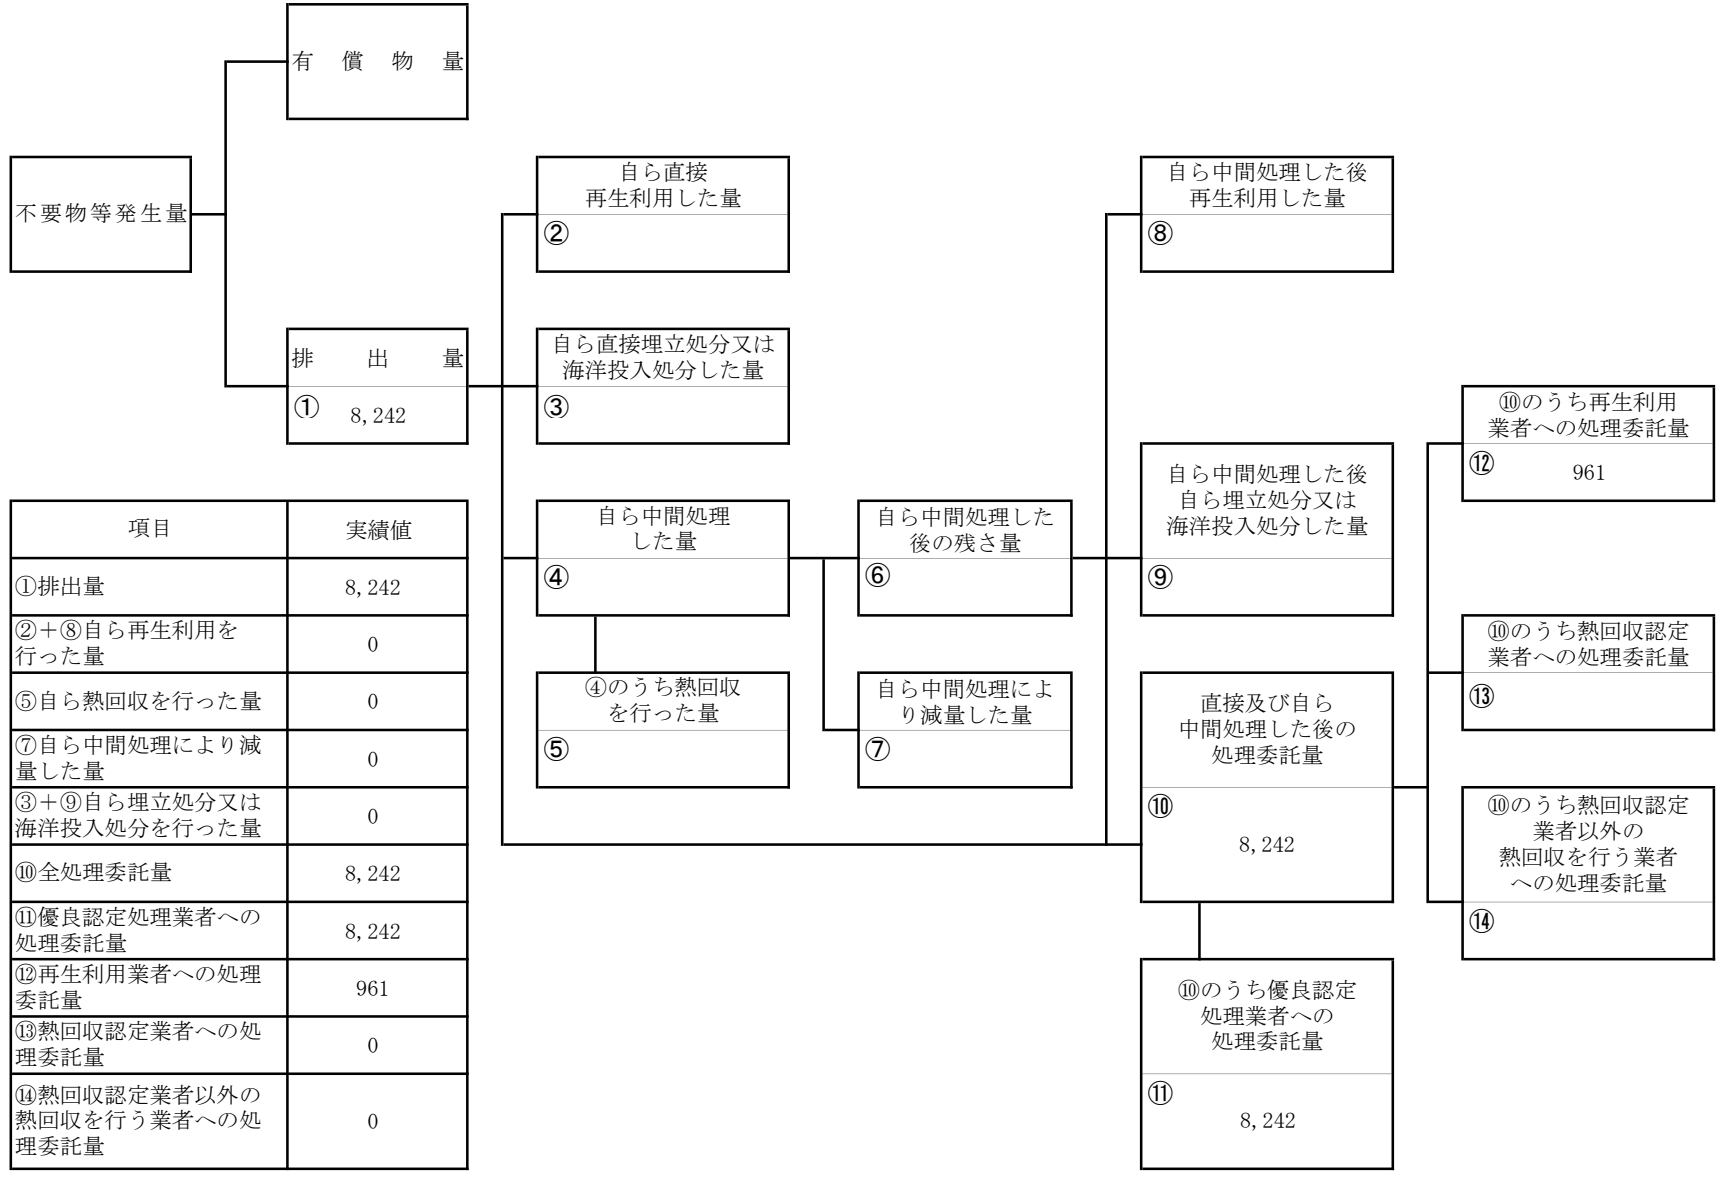 有償物量
不要物等発生量
自ら直接
再生利用した量
②
自ら中間処理した後
再生利用した量
⑧
排出量
① 8,242
自ら直接埋立処分又は
海洋投入処分した量
③
⑩のうち再生利用
業者への処理委託量
⑫ 961
自ら中間処理した後
自ら埋立処分又は
海洋投入処分した量
⑨
自ら中間処理
した量
④
自ら中間処理した
後の残さ量
⑥
⑩のうち熱回収認定
業者への処理委託量
⑬
④のうち熱回収
を行った量
⑤
自ら中間処理によ
り減量した量
⑦
直接及び自ら
中間処理した後の
処理委託量
⑩
8,242
⑩のうち熱回収認定
業者以外の
熱回収を行う業者
への処理委託量
⑭
⑩のうち優良認定
処理業者への
処理委託量
⑪
8,242
項目 実績値
①排出量 8,242
②＋⑧自ら再生利用を
行った量 0
⑤自ら熱回収を行った量 0
⑦自ら中間処理により減
量した量 0
③＋⑨自ら埋立処分又は
海洋投入処分を行った量 0
⑩全処理委託量 8,242
⑪優良認定処理業者への
処理委託量 8,242
⑫再生利用業者への処理
委託量 961
⑬熱回収認定業者への処
理委託量 0
⑭熱回収認定業者以外の
熱回収を行う業者への処
理委託量 0